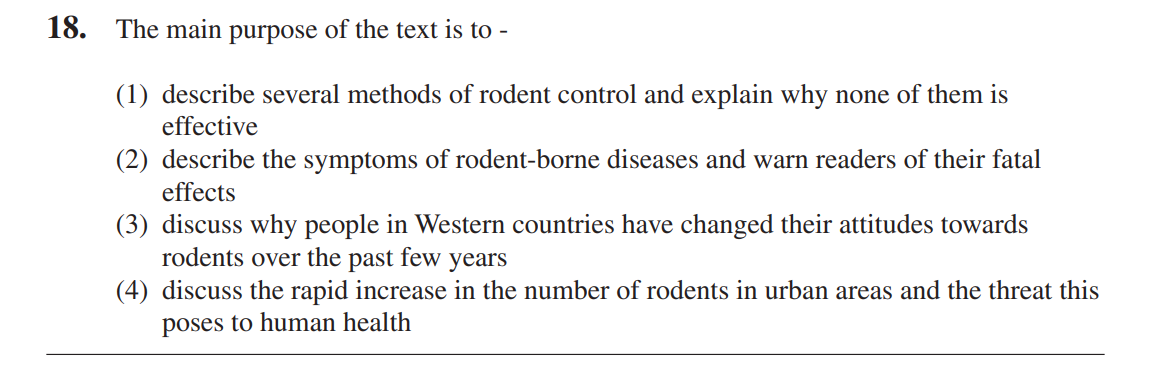 18. The main purpose of the text is to -
(1) describe several methods of rodent control and explain why none of them is
effective
(2) describe the symptoms of rodent-borne diseases and warn readers of their fatal
effects
(3) discuss why people in Western countries have changed their attitudes towards
rodents over the past few years
(4) discuss the rapid increase in the number of rodents in urban areas and the threat this
poses to human health